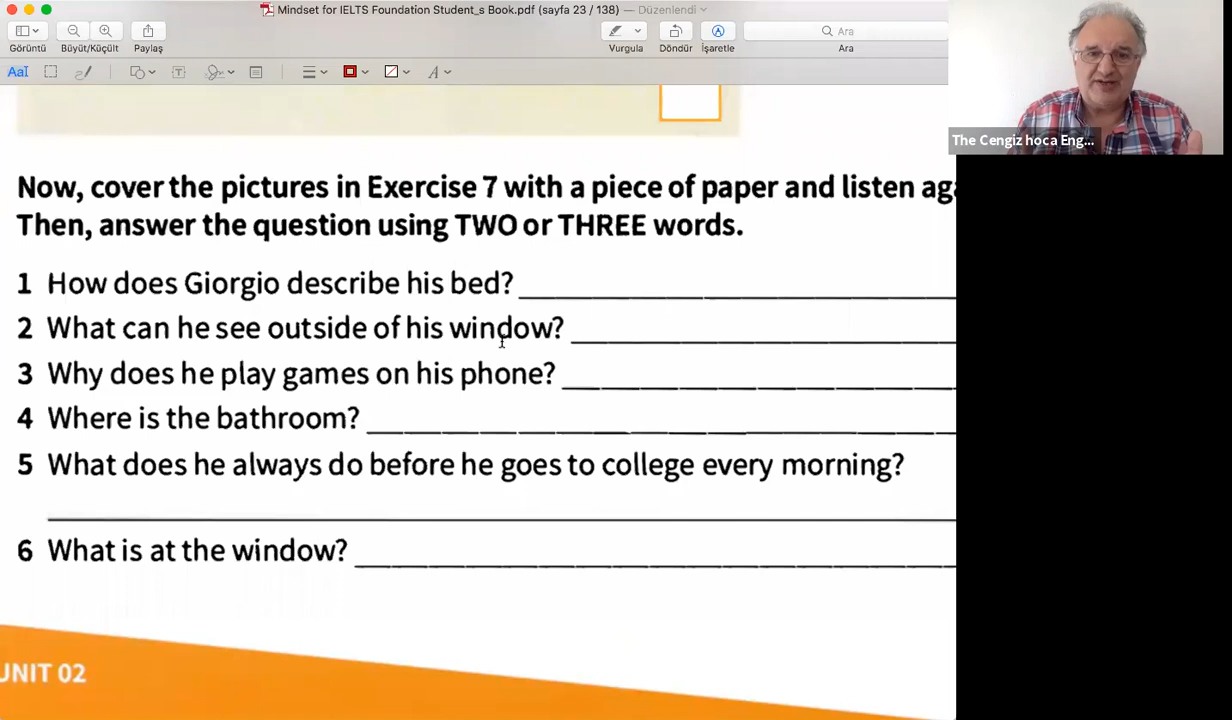 Mindset for IELTS Foundation Student_s Book.pdf (sayfa 23 / 138) — Düzenlendi
Görüntü Büyüt/Küçült Paylaş Vurgula Döndür İşaretle Ara
Ara
AaI T A
The Cengiz hoca Eng...
Now, cover the pictures in Exercise 7 with a piece of paper and listen aga
Then, answer the question using TWO or THREE words.
1 How does Giorgio describe his bed?
2 What can he see outside of his window?
3 Why does he play games on his phone?
4 Where is the bathroom?
5 What does he always do before he goes to college every morning?
6 What is at the window?
UNIT 02